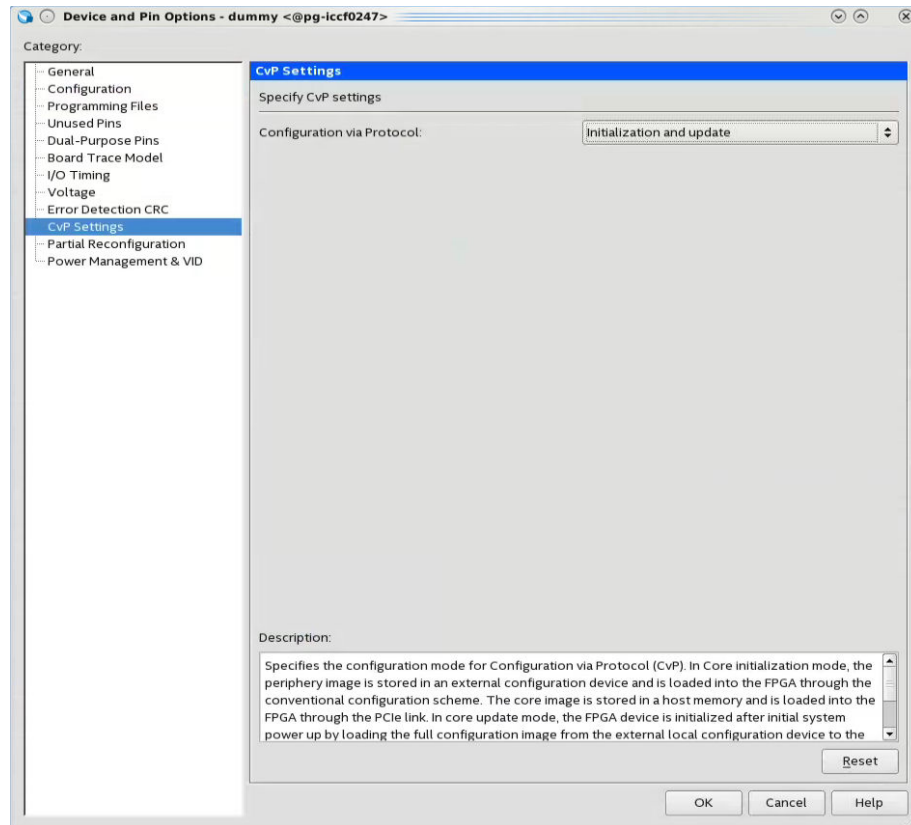 Device and Pin Options - dummy <@pg-iccf0247>
Category:
General
Configuration
Programming Files
Unused Pins
Dual-Purpose Pins
Board Trace Model
I/O Timing
Voltage
Error Detection CRC
CvP Settings
Partial Reconfiguration
Power Management & VID
CvP Settings
Specify CvP settings
Configuration via Protocol:
Initialization and update
Description:
Specifies the configuration mode for Configuration via Protocol (CvP). In Core initialization mode, the
periphery image is stored in an external configuration device and is loaded into the FPGA through the
conventional configuration scheme. The core image is stored in a host memory and is loaded into the
FPGA through the PCIe link. In core update mode, the FPGA device is initialized after initial system
power up by loading the full configuration image from the external local configuration device to the
Reset
OK Cancel Help